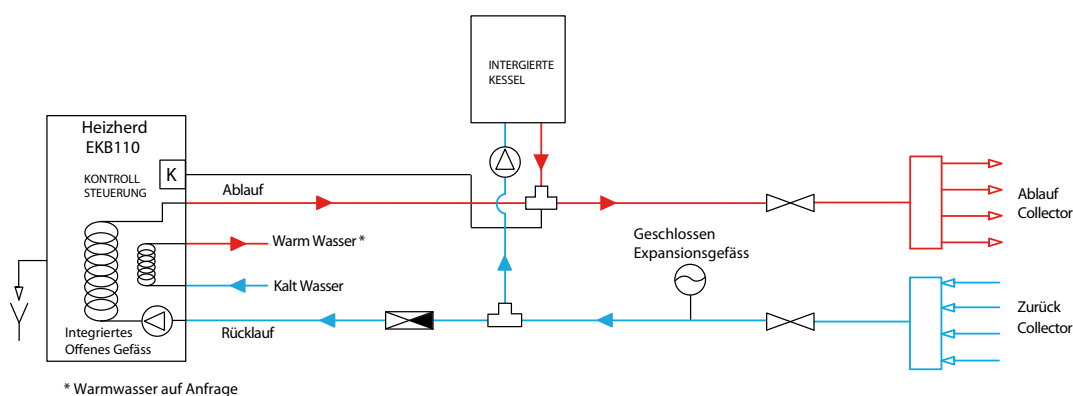 INTERGIERTE
KESSEL
Heizherd
EKB110
K
KONTROLL
STEUERUNG
Ablauf
Ablauf
Collector
Warm Wasser*
Geschlossen
Expansionsgefäss
Kalt Wasser
Zurück
Collector
Integriertes
Offenes Gefäss
Rücklauf
* Warmwasser auf Anfrage